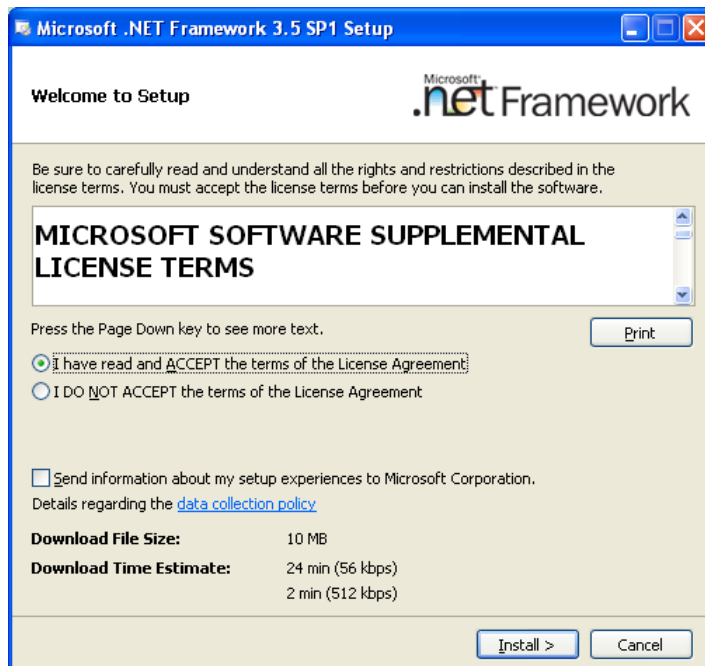 Microsoft .NET Framework 3.5 SP1 Setup
Welcome to Setup
Microsoft
.net Framework
Be sure to carefully read and understand all the rights and restrictions described in the
license terms. You must accept the license terms before you can install the software.
MICROSOFT SOFTWARE SUPPLEMENTAL
LICENSE TERMS
Press the Page Down key to see more text.
Print
I have read and ACCEPT the terms of the License Agreement
I DO NOT ACCEPT the terms of the License Agreement
Send information about my setup experiences to Microsoft Corporation.
Details regarding the data collection policy
Download File Size: 10 MB
Download Time Estimate: 24 min (56 kbps)
2 min (512 kbps)
Install > Cancel